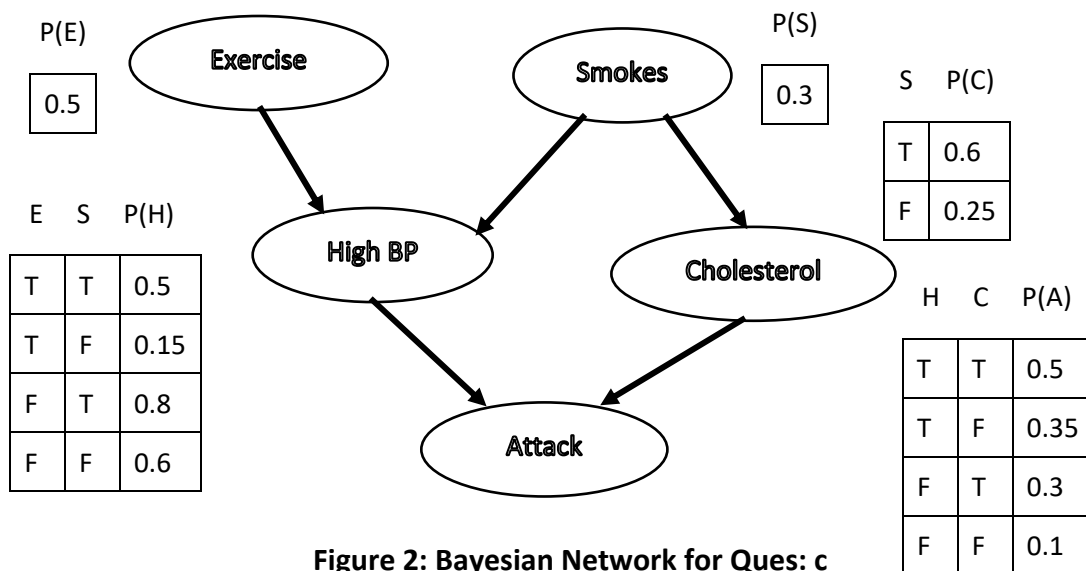 P(E)
0.5
Exercise
Smokes
P(S)
0.3
S P(C)
T 0.6
F 0.25
E S P(H)
T T 0.5
T F 0.15
F T 0.8
F F 0.6
High BP
Cholesterol
H C P(A)
T T 0.5
T F 0.35
F T 0.3
F F 0.1
Attack
Figure 2: Bayesian Network for Ques: c